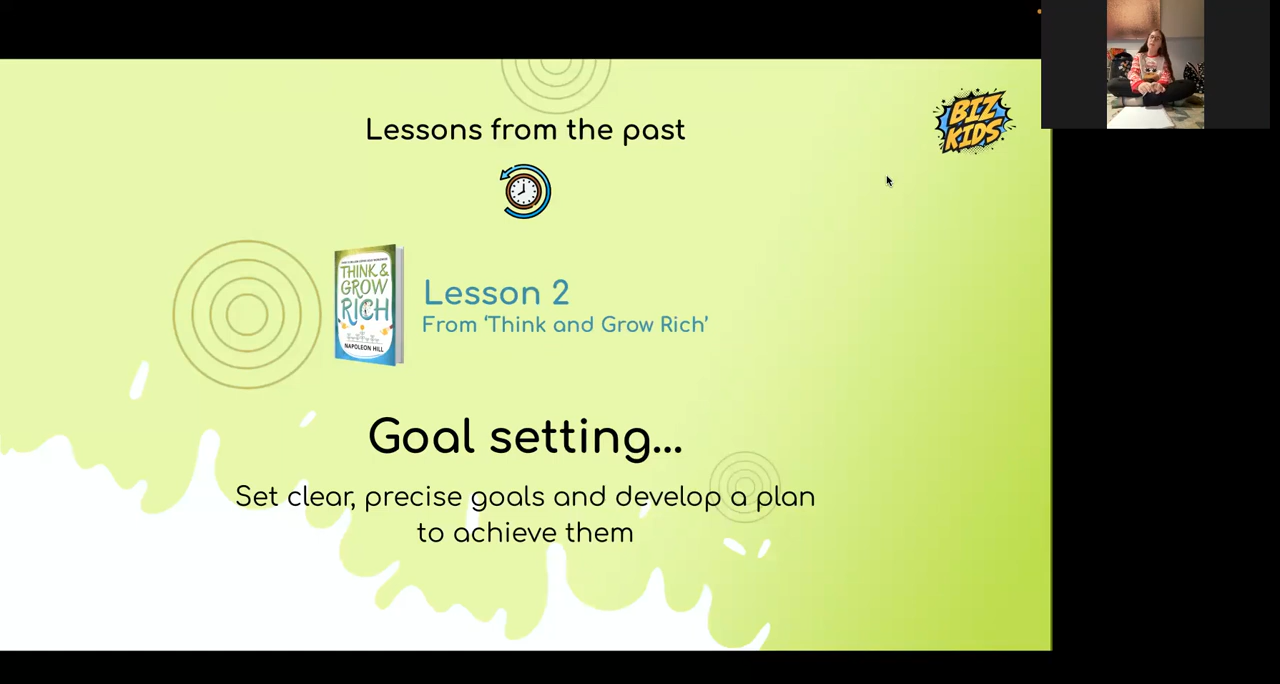 Lessons from the past
BIZ
KIDS
THINK &
GROW
RICH
NAPOLEON HILL
Lesson 2
From ‘Think and Grow Rich’
Goal setting...
Set clear, precise goals and develop a plan
to achieve them